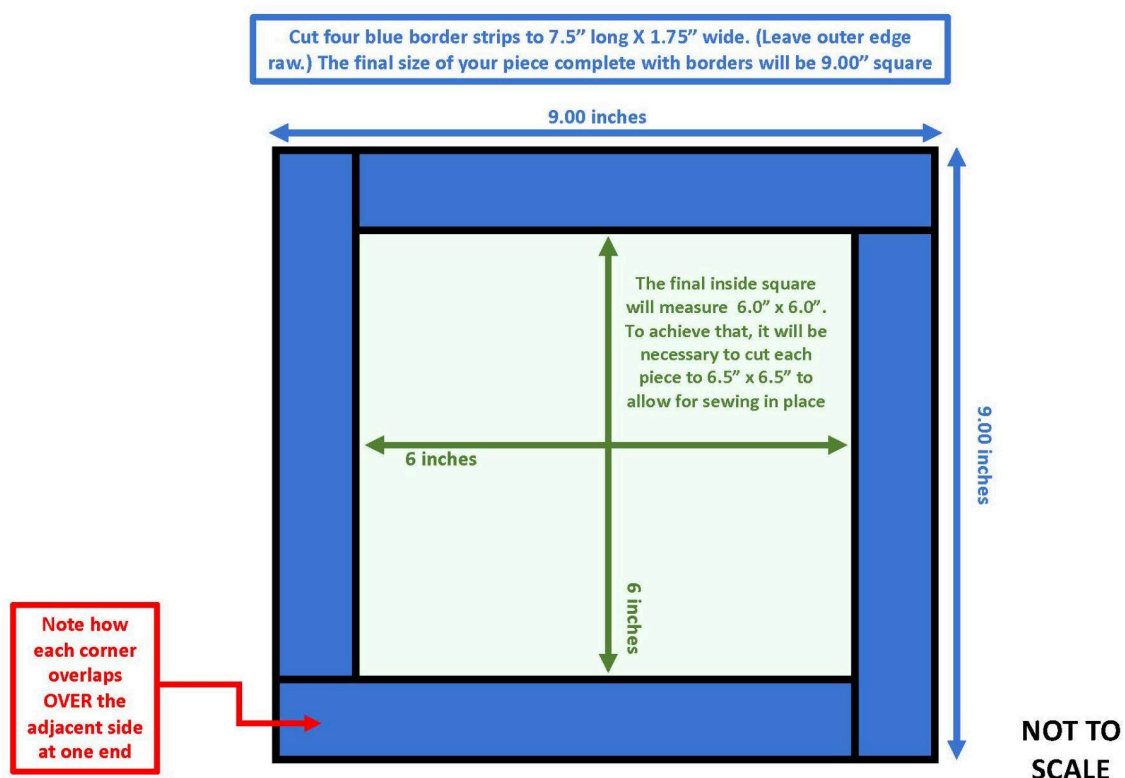 Cut four blue border strips to 7.5” long X 1.75” wide. (Leave outer edge
raw.) The final size of your piece complete with borders will be 9.00” square
9.00 inches
The final inside square
will measure 6.0” x 6.0”.
To achieve that, it will be
necessary to cut each
piece to 6.5” x 6.5” to
allow for sewing in place
9.00 inches
6 inches
6 inches
Note how
each corner
overlaps
OVER the
adjacent side
at one end
NOT TO
SCALE